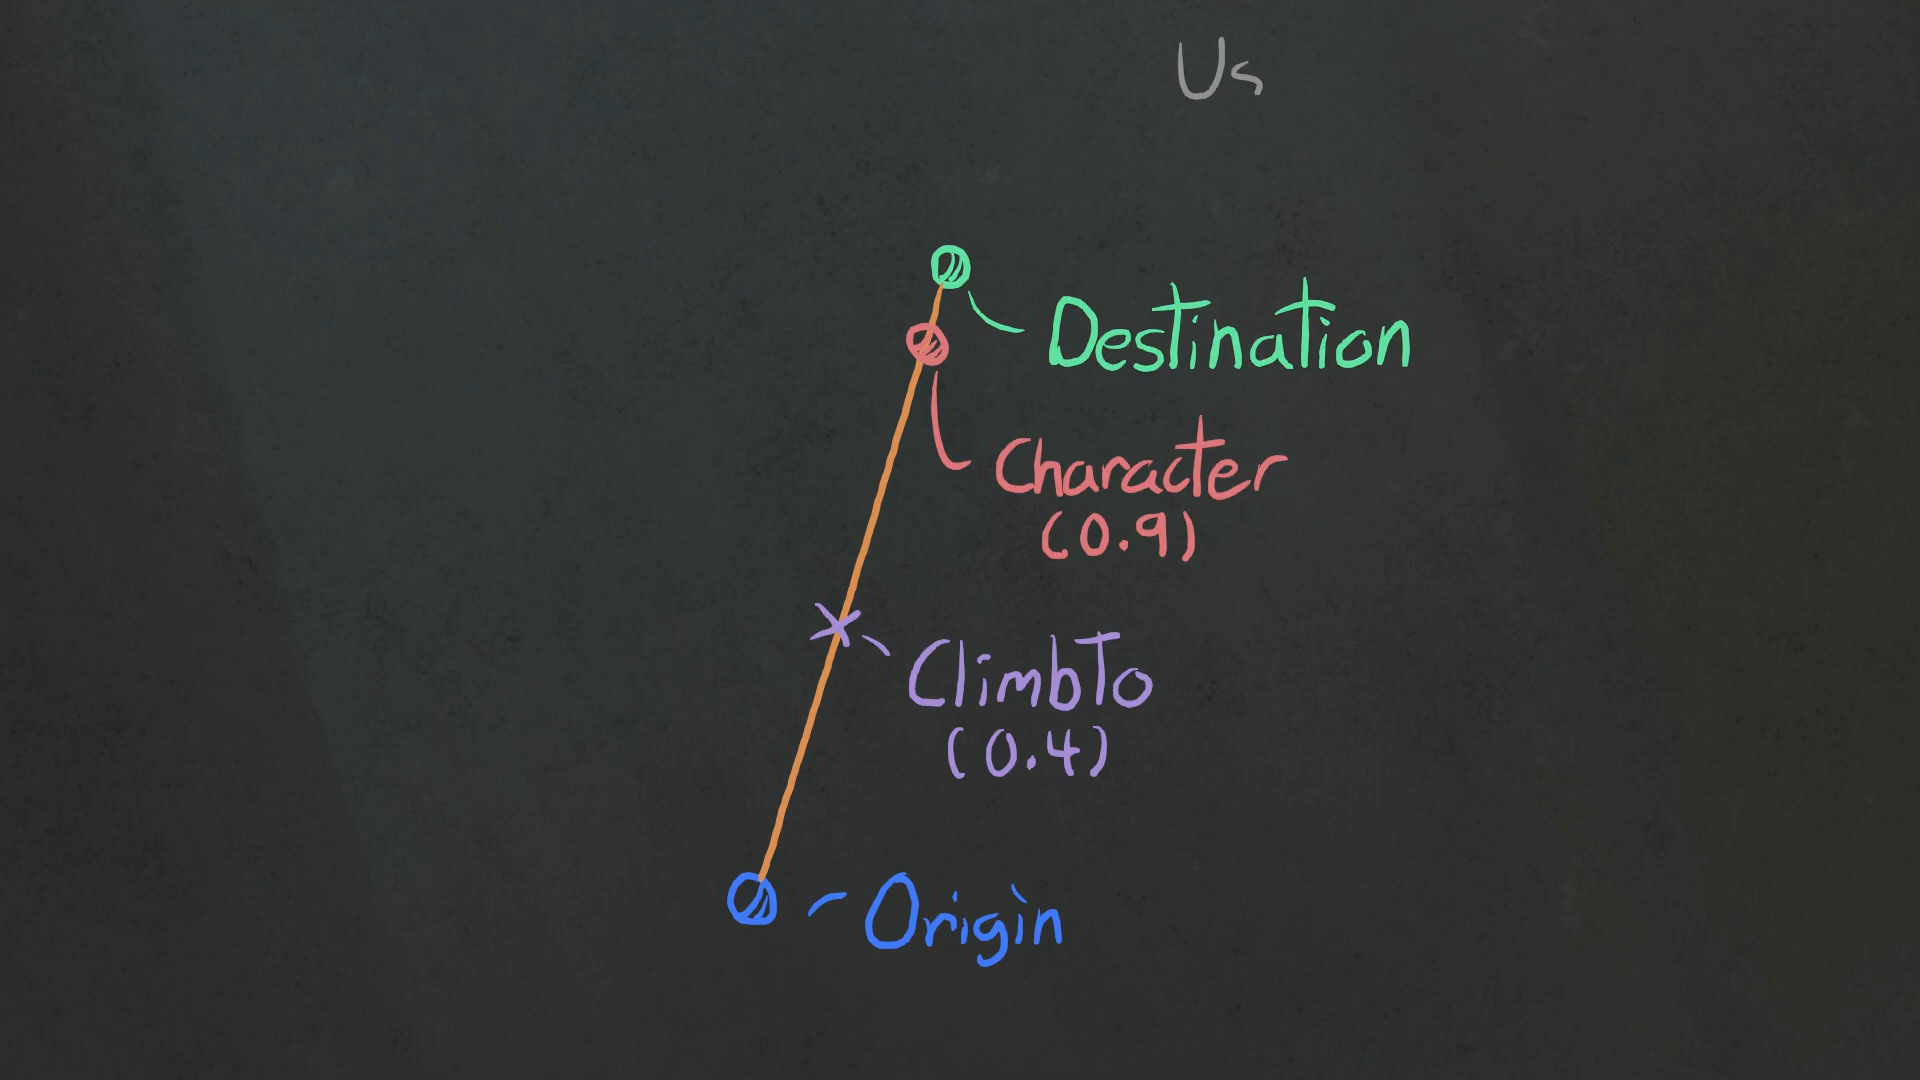 Us
Destination
Character
(0.9)
ClimbTo
(0.4)
Origin